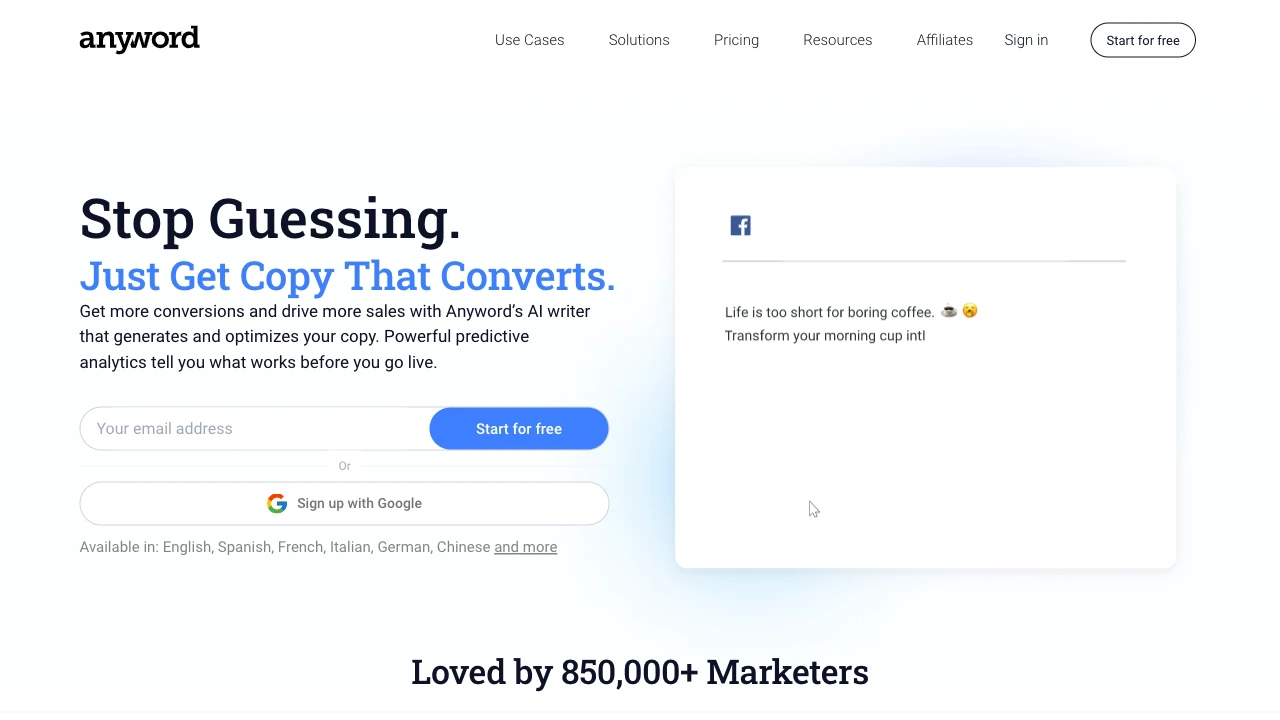 anyword
Use Cases
Solutions
Pricing
Resources
Affiliates
Sign in
Start for free
Stop Guessing.
Just Get Copy That Converts.
Get more conversions and drive more sales with Anyword’s AI writer
that generates and optimizes your copy. Powerful predictive
analytics tell you what works before you go live.
Your email address
Start for free
Or
Sign up with Google
Available in: English, Spanish, French, Italian, German, Chinese and more
Life is too short for boring coffee. ☕ 🥱
Transform your morning cup intl
Loved by 850,000+ Marketers